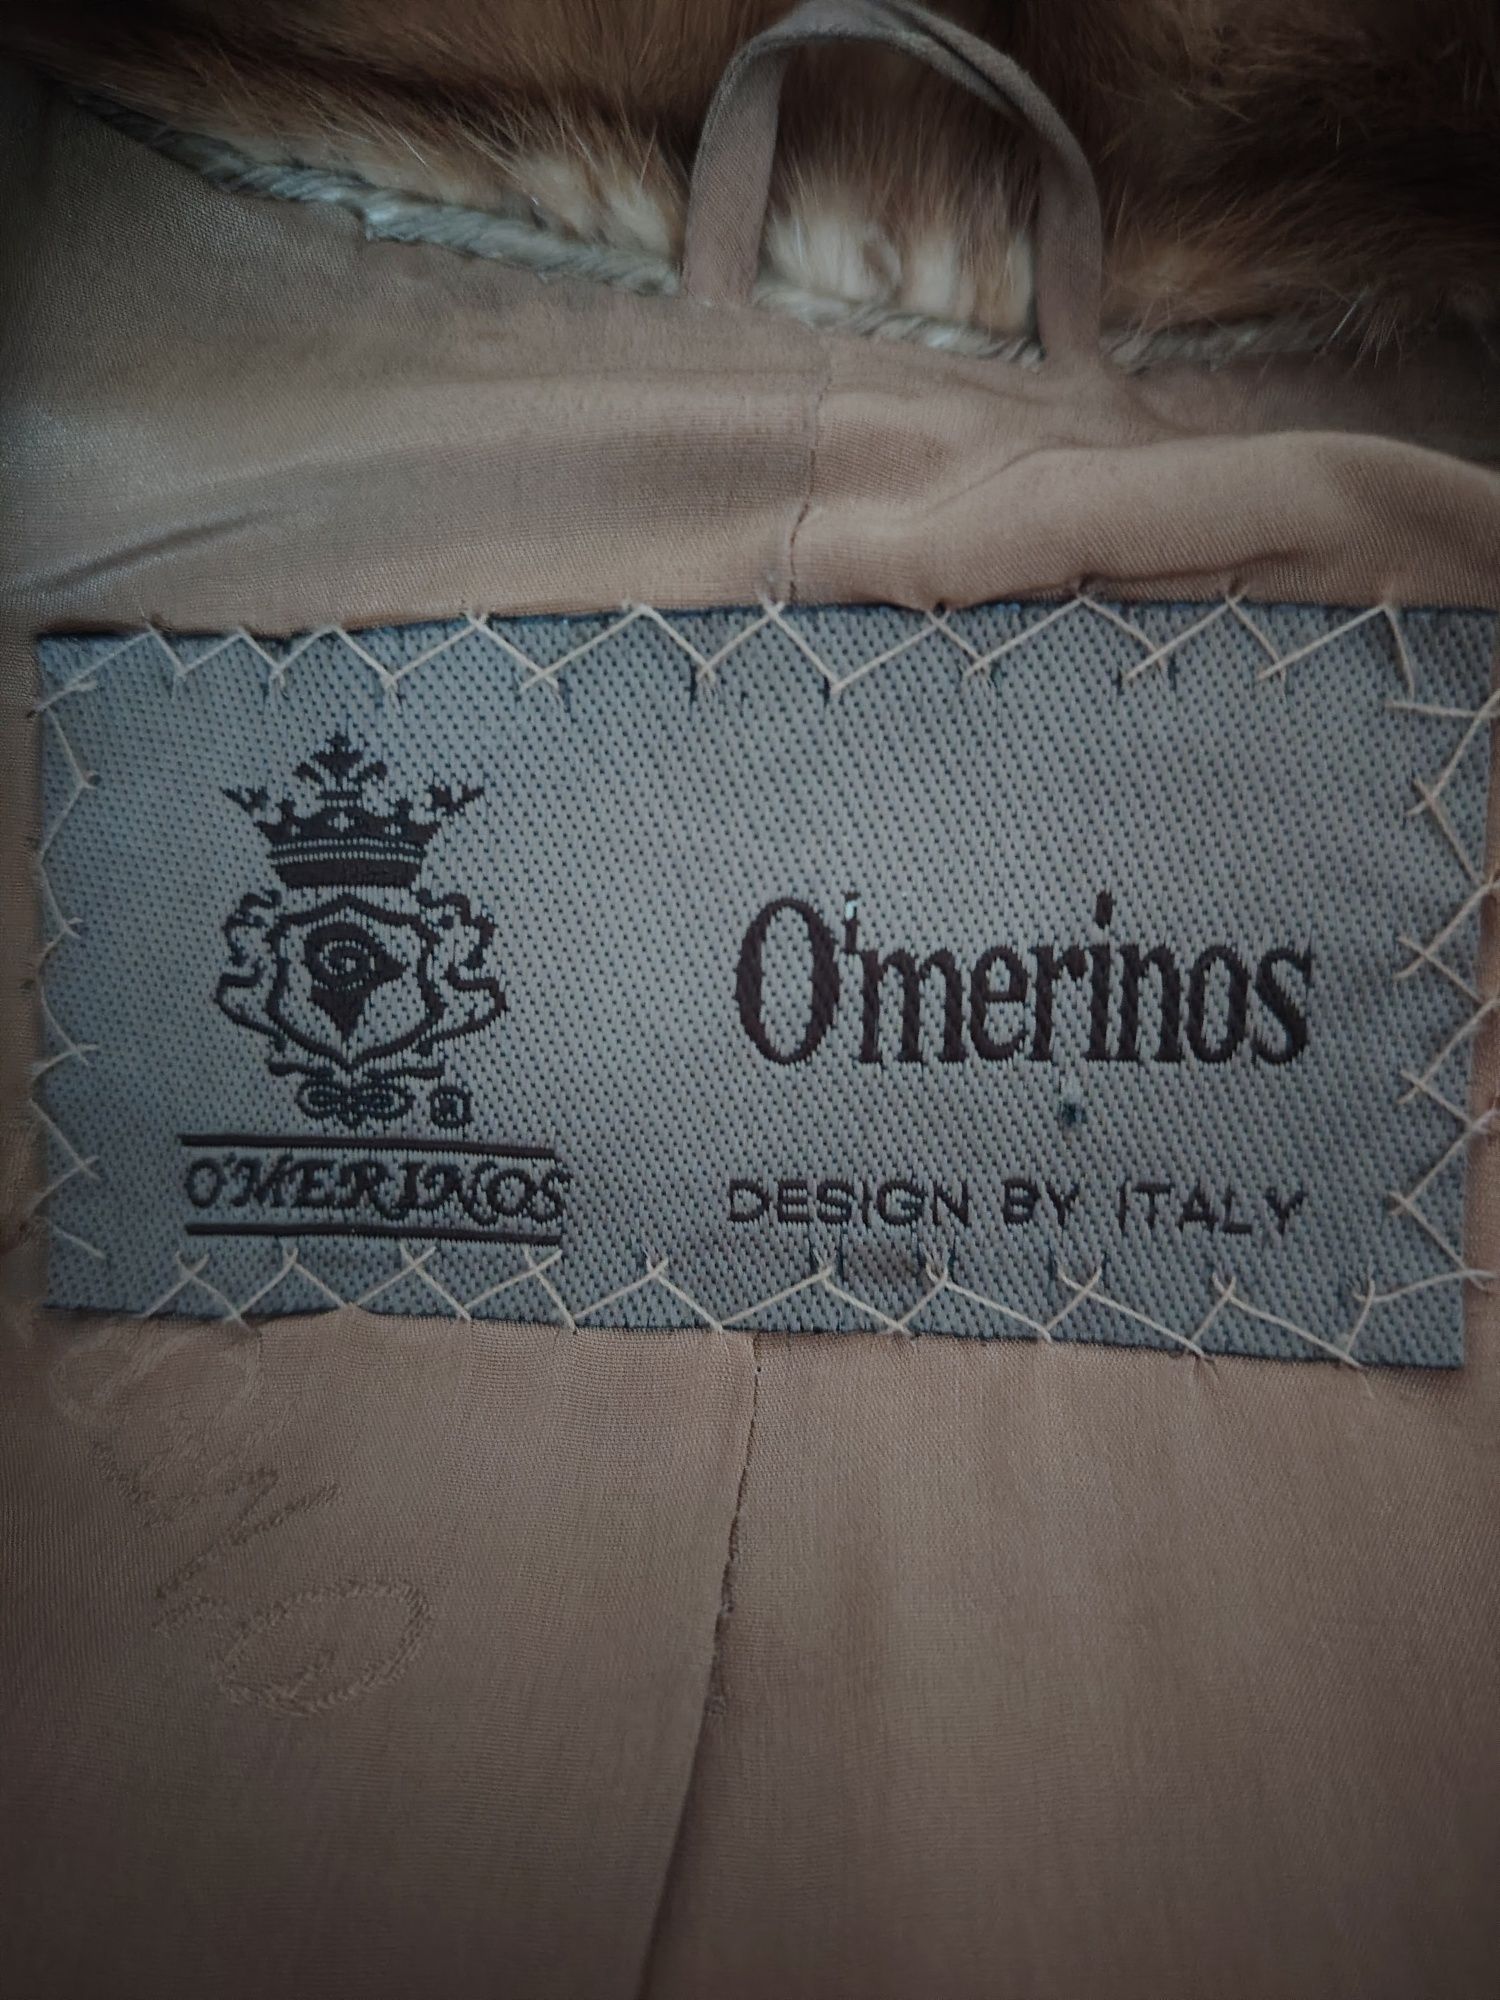 O'merinos
®
O'MERINOS
DESIGN BY ITALY